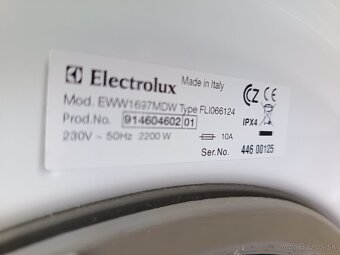 Electrolux
Made in Italy
Mod. EWW1697MDW Type FLI066124
Prod.No. 914604602 01
IPX4
230V ~ 50Hz 2200 W 10A
Ser.No. 446 00125